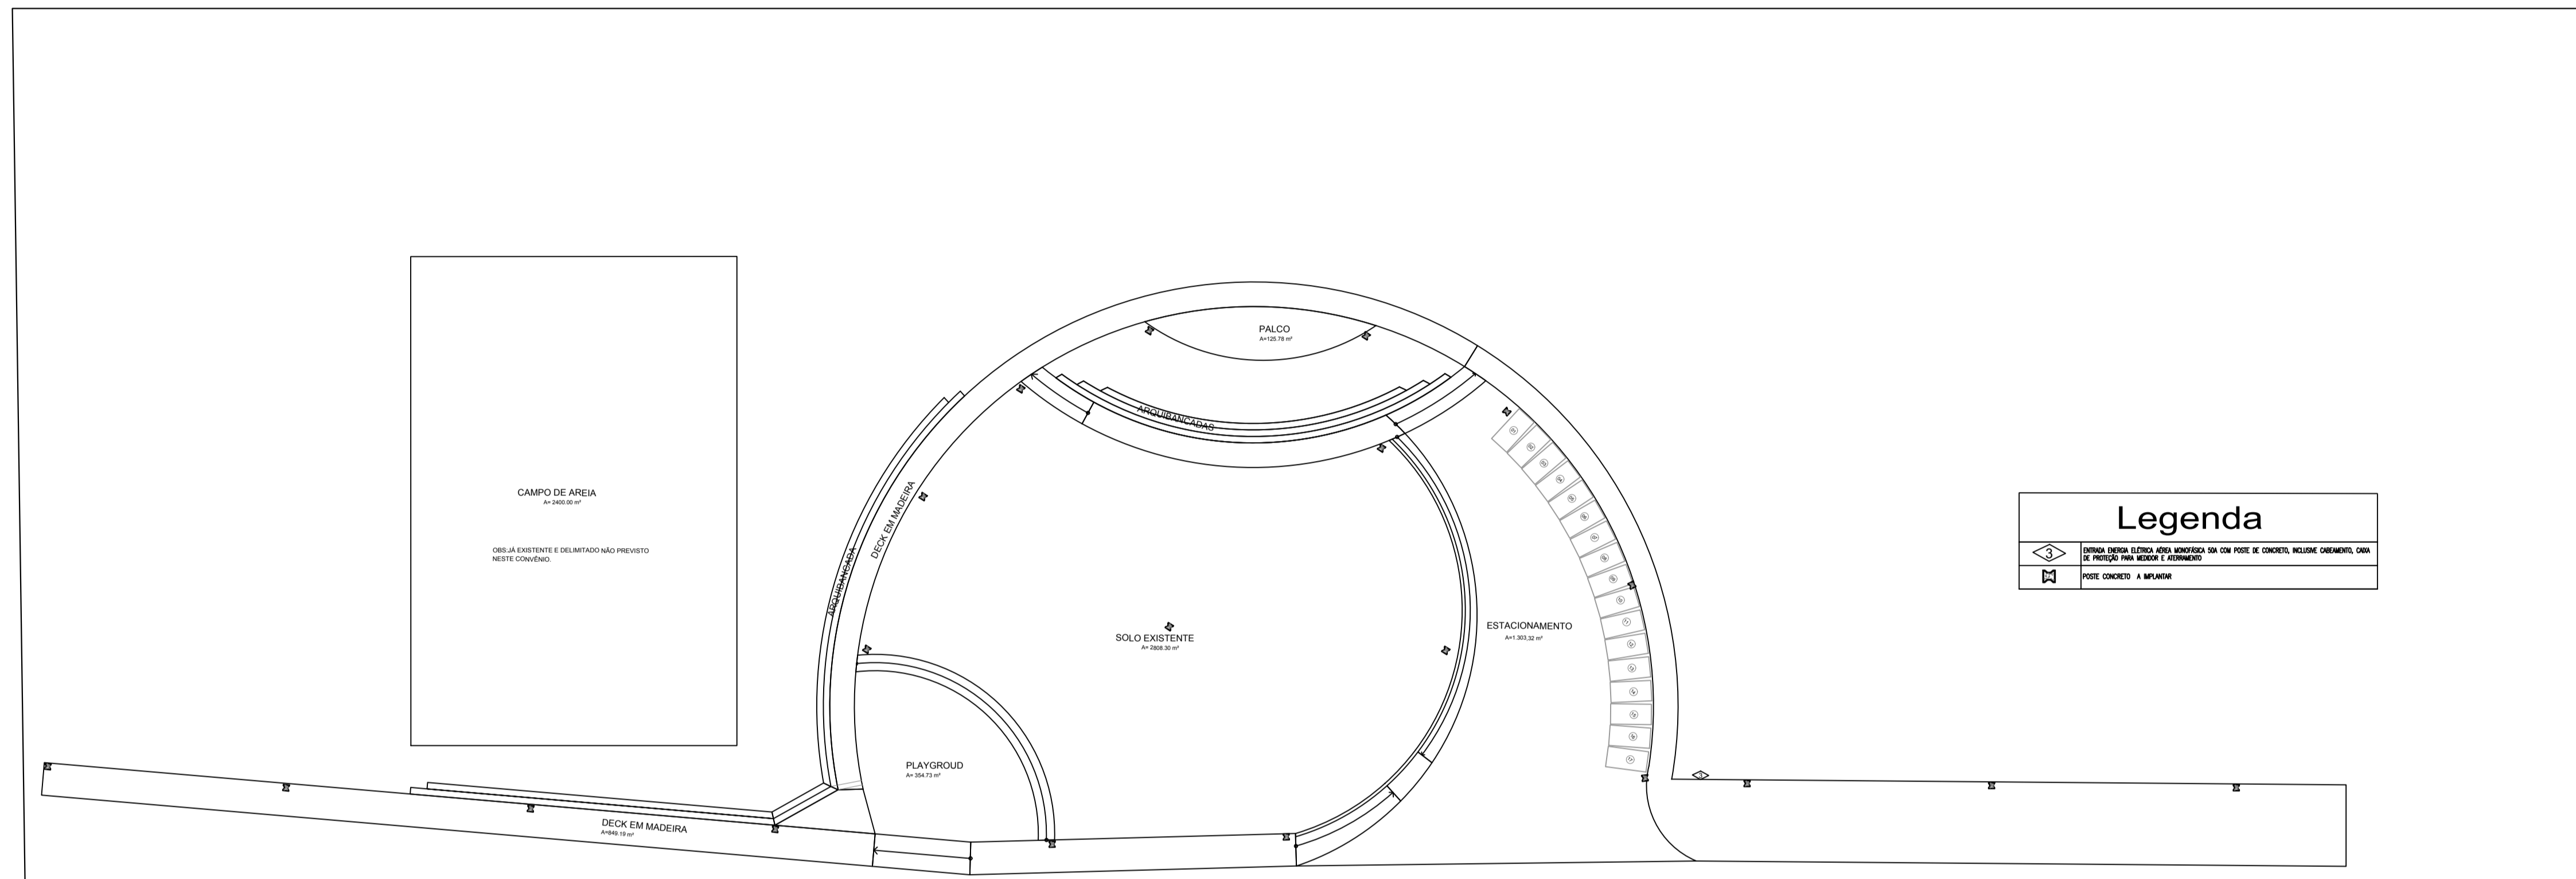 PALCO
A=125.78 m²
ARQUIBANCADAS
CAMPO DE AREIA
A= 2400.00 m²
OBS:JÁ EXISTENTE E DELIMITADO NÃO PREVISTO
NESTE CONVÊNIO.
DECK EM MADEIRA
ARQUIBANCADA
SOLO EXISTENTE
A= 2808.30 m²
ESTACIONAMENTO
A=1.303,32 m²
PLAYGROUD
A= 354.73 m²
DECK EM MADEIRA
A=849.19 m²
3
Legenda
3
ENTRADA ENERGIA ELÉTRICA AÉREA MONOFÁSICA 50A COM POSTE DE CONCRETO, INCLUSIVE CABEAMENTO, CAIXA
DE PROTEÇÃO PARA MEDIDOR E ATERRAMENTO
POSTE CONCRETO A IMPLANTAR